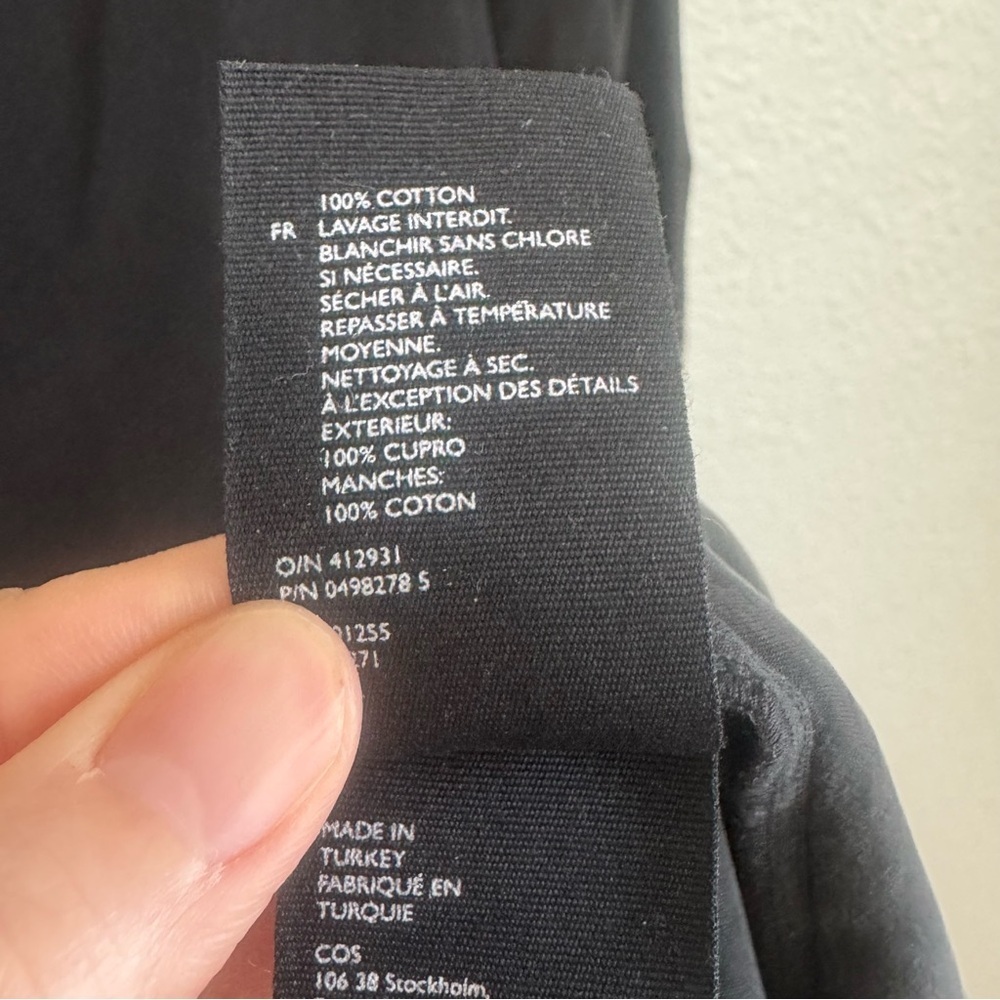 100% COTTON
FR LAVAGE INTERDIT.
BLANCHIR SANS CHLORE
SI NÉCESSAIRE.
SÉCHER À L'AIR.
REPASSER À TEMPÉRATURE
MOYENNE.
NETTOYAGE À SEC.
À L'EXCEPTION DES DÉTAILS
EXTERIEUR:
100% CUPRO
MANCHES:
100% COTON
O/N 412931
P/N 0498278 S
MADE IN
TURKEY
FABRIQUÉ EN
TURQUIE
COS
106 38 Stockholm,